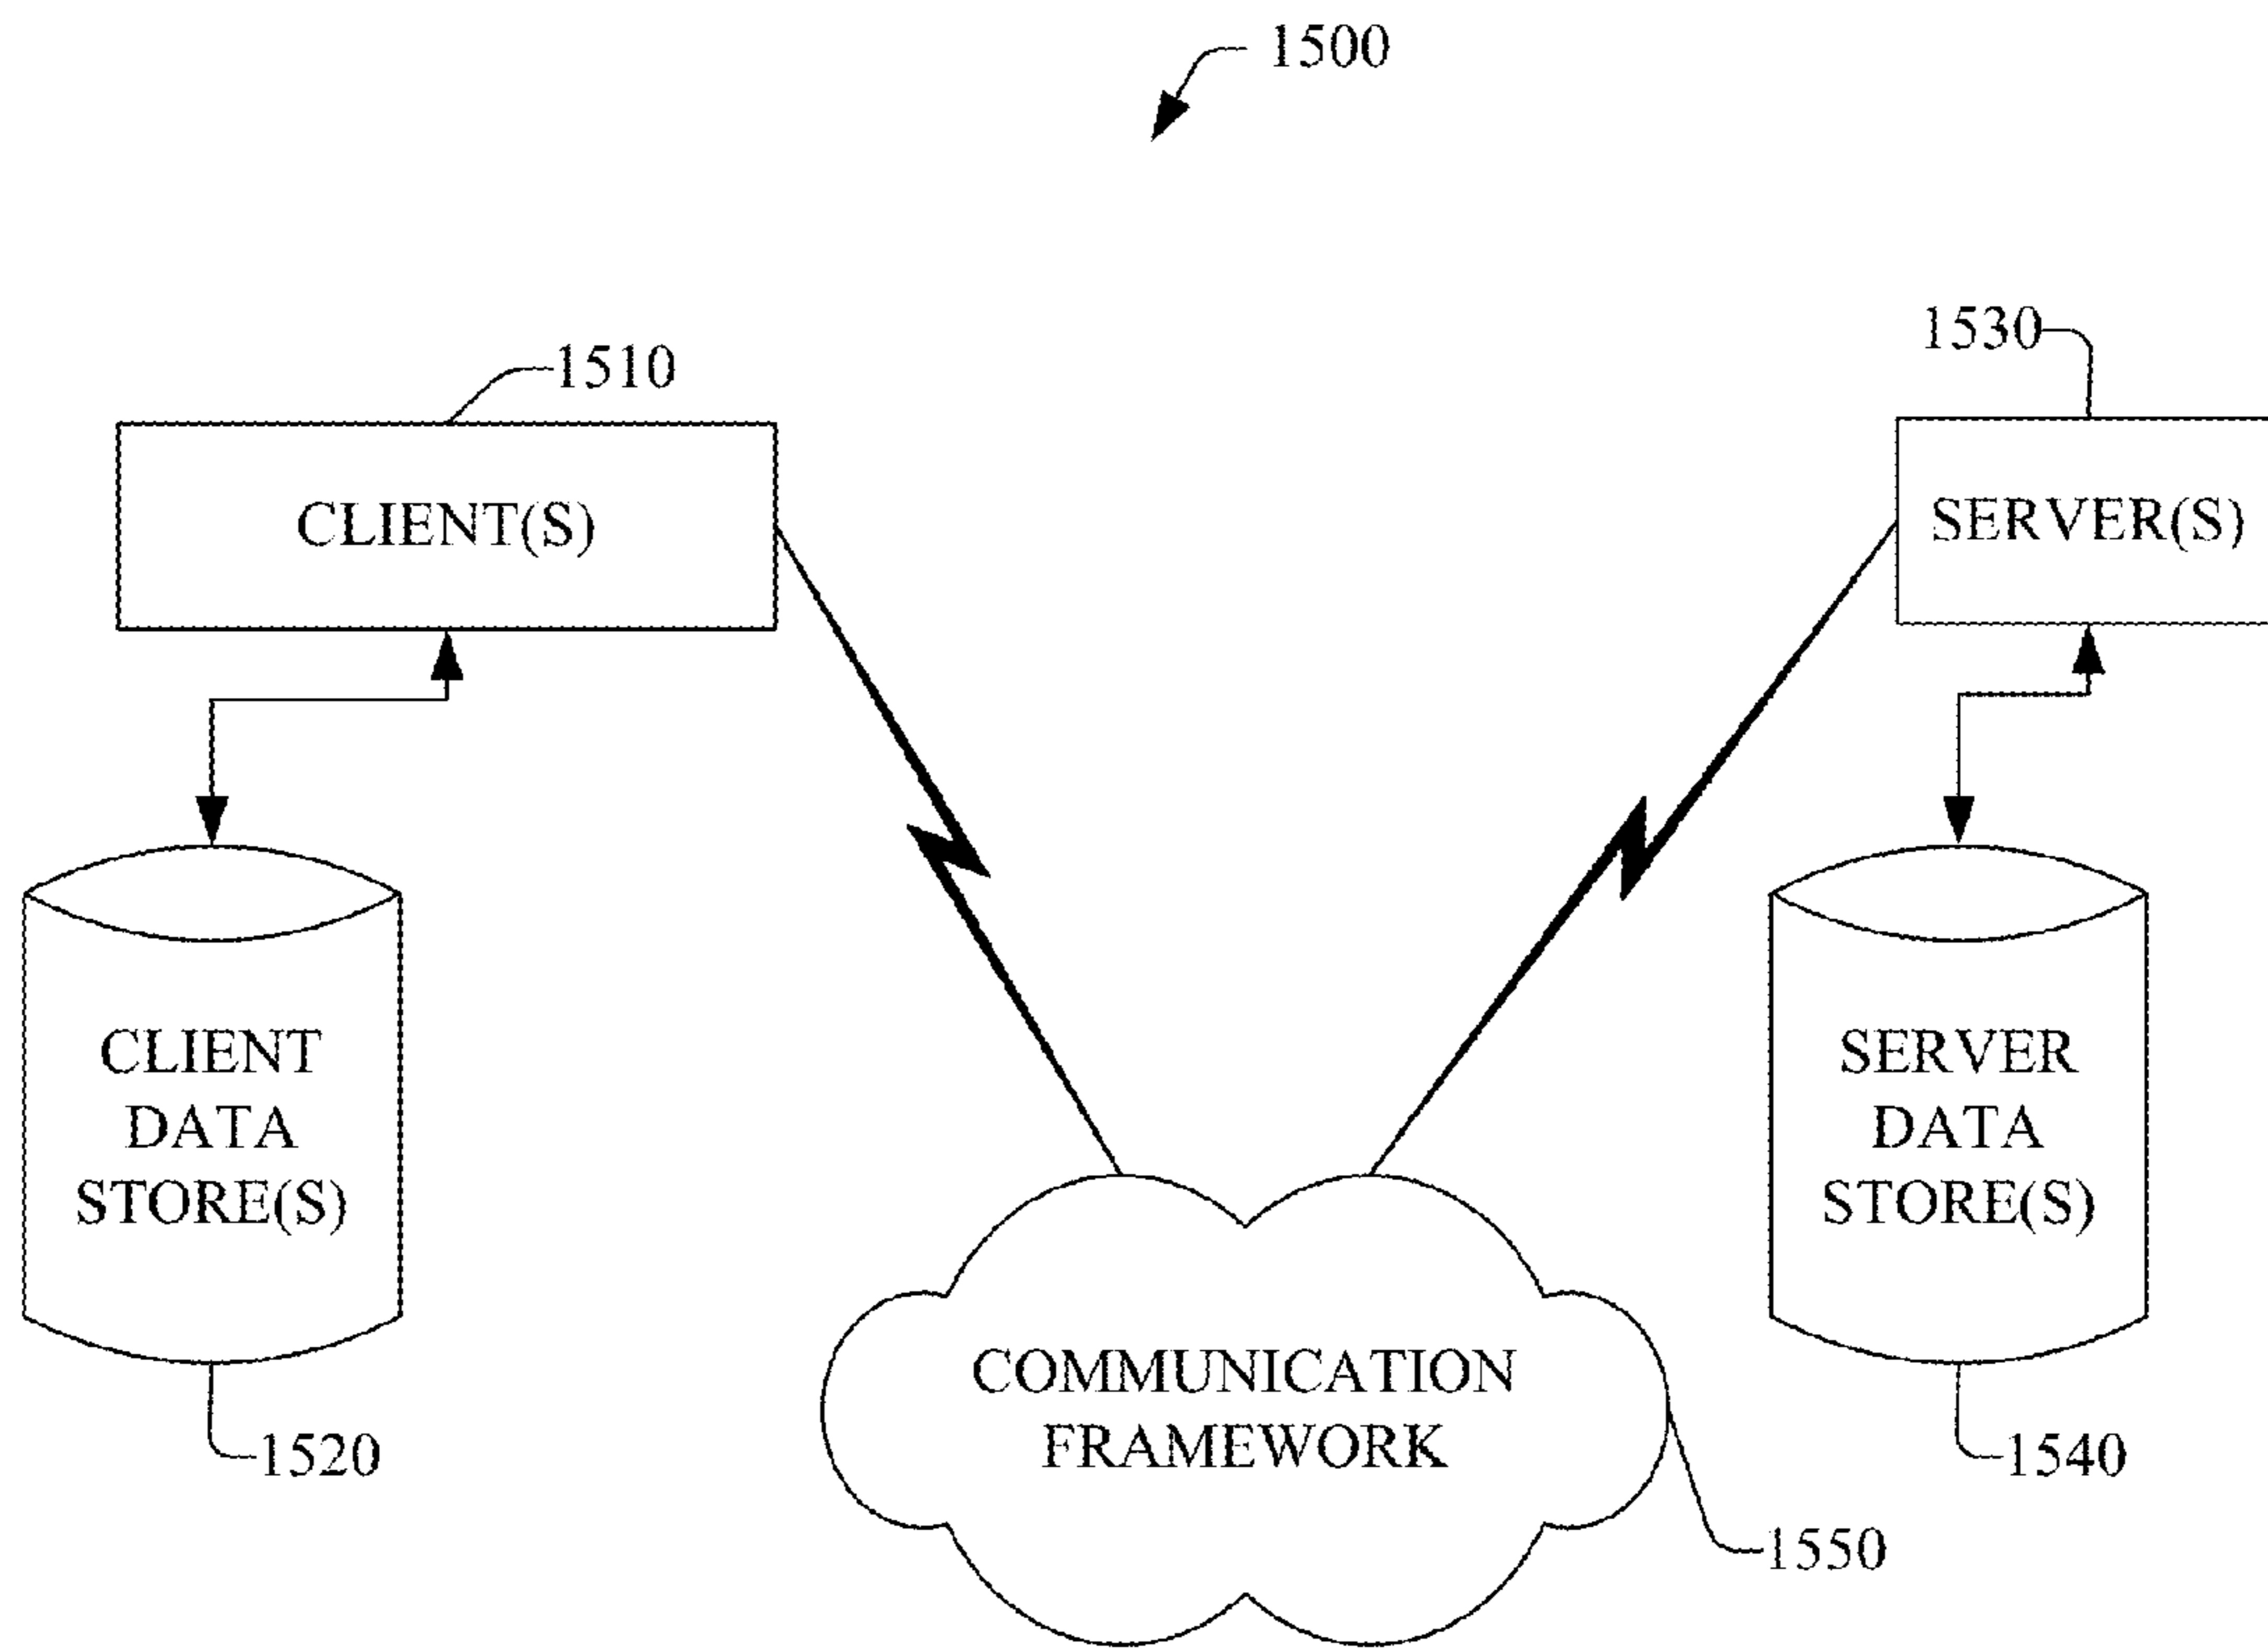 1500
1510
1530
CLIENT(S)
SERVER(S)
CLIENT
DATA
STORE(S)
SERVER
DATA
STORE(S)
COMMUNICATION
FRAMEWORK
1520
1540
1550